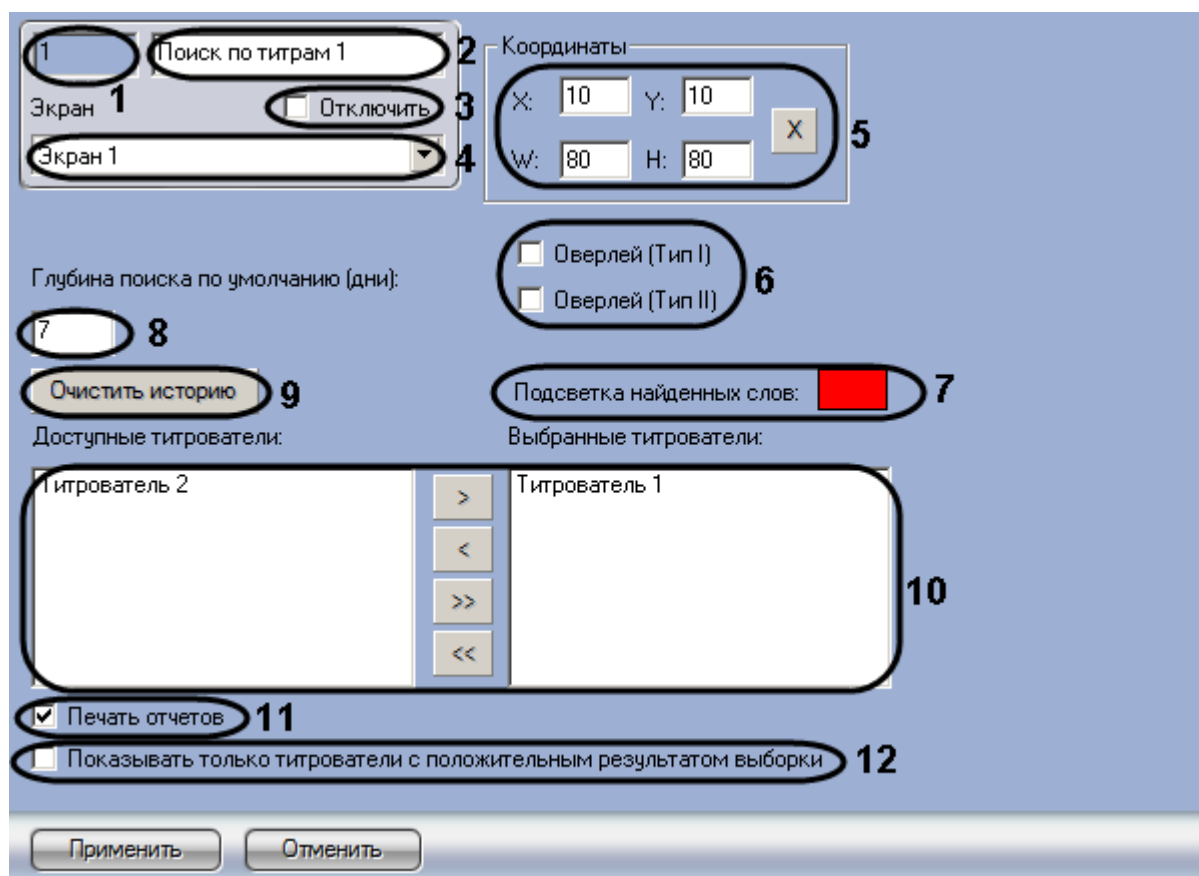 1 Поиск по титрам 1 2
Экран 1 Отключить 3
Экран 1 4
Координаты
X: 10 Y: 10
X 5
W: 80 H: 80
Оверлей (Тип I)
6
Оверлей (Тип II)
Глубина поиска по умолчанию (дни):
7 8
Очистить историю 9
Подсветка найденных слов: 7
Доступные титрователи: Выбранные титрователи:
Титрователь 2 > Титрователь 1
<
>> 10
<<
Печать отчетов 11
Показывать только титрователи с положительным результатом выборки 12
Применить Отменить